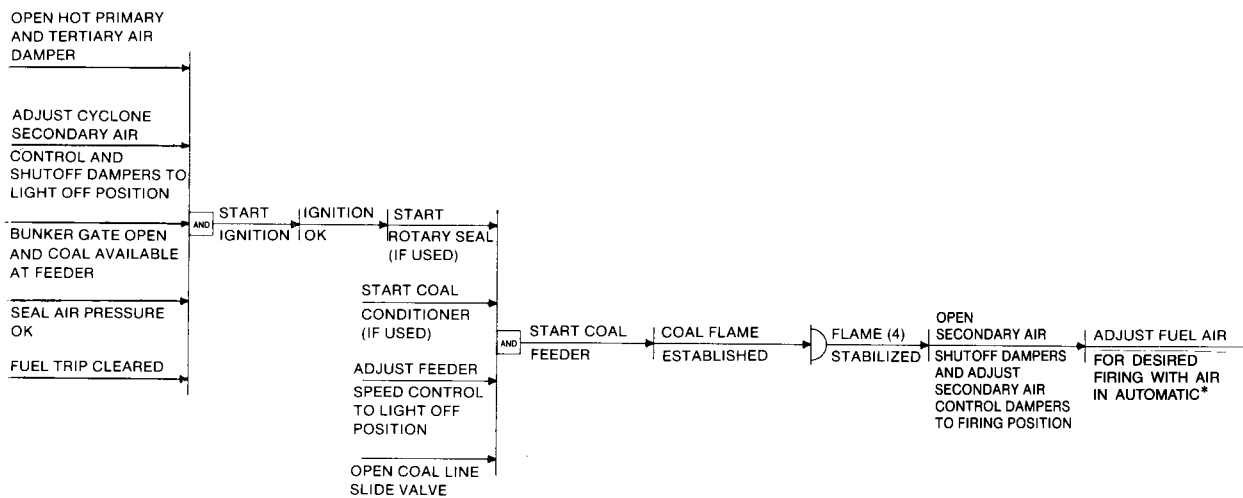 OPEN HOT PRIMARY
AND TERTIARY AIR
DAMPER
ADJUST CYCLONE
SECONDARY AIR
CONTROL AND
SHUTOFF DAMPERS TO
LIGHT OFF POSITION
BUNKER GATE OPEN
AND COAL AVAILABLE
AT FEEDER
SEAL AIR PRESSURE
OK
FUEL TRIP CLEARED
AND
START
IGNITION
IGNITION
OK
START
ROTARY SEAL
(IF USED)
START COAL
CONDITIONER
(IF USED)
ADJUST FEEDER
SPEED CONTROL
TO LIGHT OFF
POSITION
OPEN COAL LINE
SLIDE VALVE
AND
START COAL
FEEDER
COAL FLAME
ESTABLISHED
FLAME (4)
STABILIZED
OPEN
SECONDARY AIR
SHUTOFF DAMPERS
AND ADJUST
SECONDARY AIR
CONTROL DAMPERS
TO FIRING POSITION
ADJUST FUEL AIR
FOR DESIRED
FIRING WITH AIR
IN AUTOMATIC*